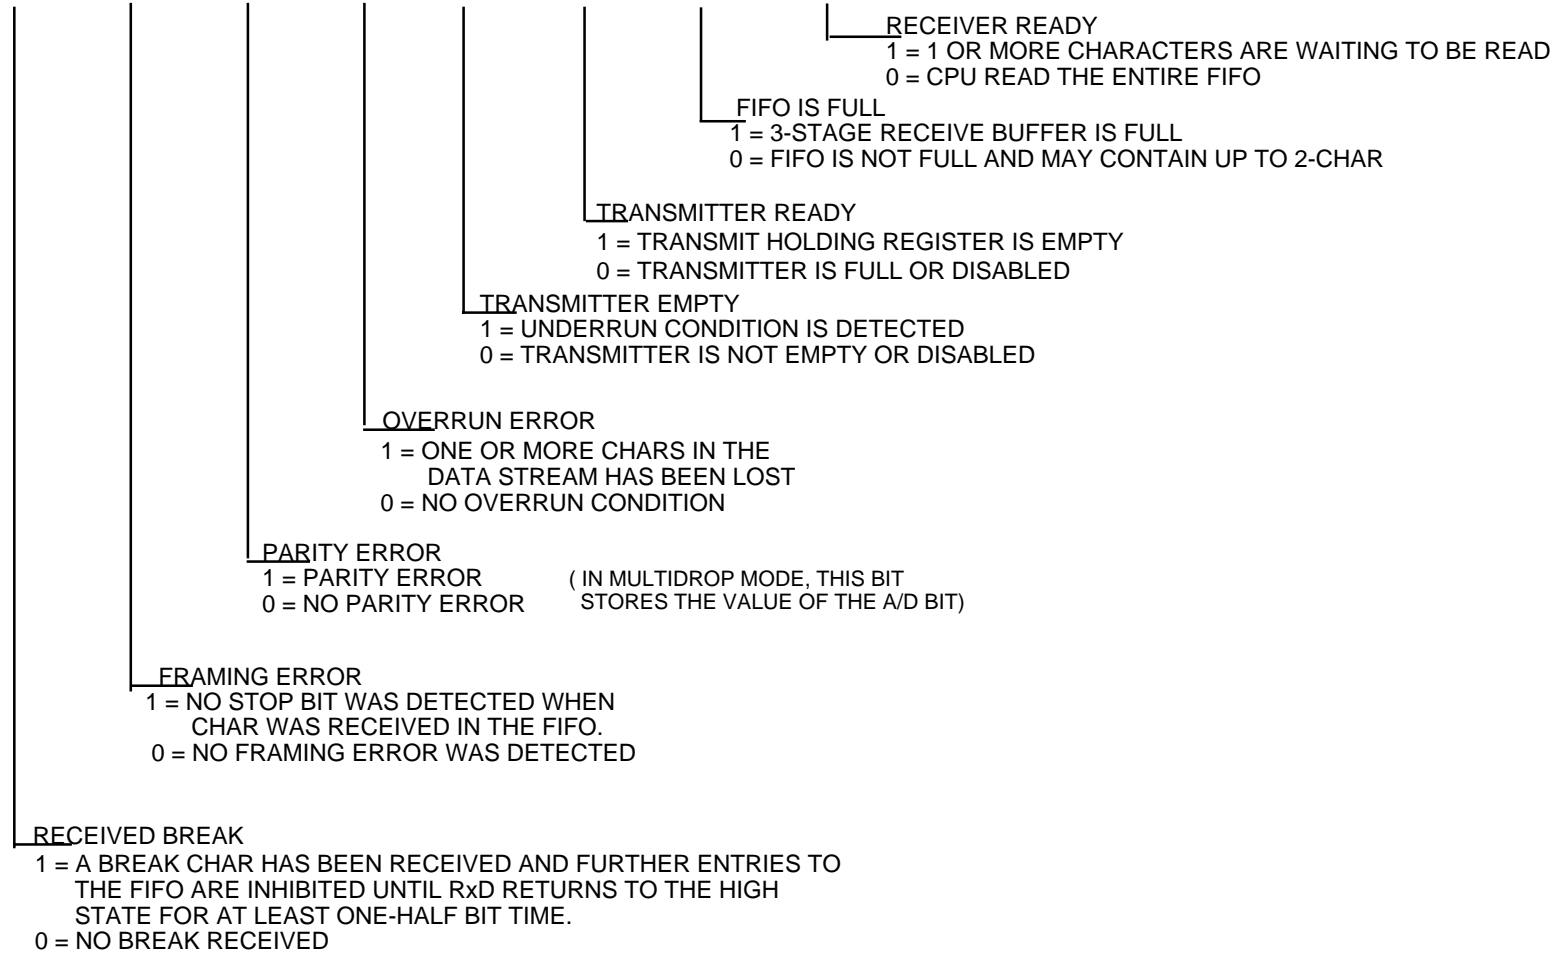 RECEIVER READY
1 = 1 OR MORE CHARACTERS ARE WAITING TO BE READ
0 = CPU READ THE ENTIRE FIFO
FIFO IS FULL
1 = 3-STAGE RECEIVE BUFFER IS FULL
0 = FIFO IS NOT FULL AND MAY CONTAIN UP TO 2-CHAR
TRANSMITTER READY
1 = TRANSMIT HOLDING REGISTER IS EMPTY
0 = TRANSMITTER IS FULL OR DISABLED
TRANSMITTER EMPTY
1 = UNDERRUN CONDITION IS DETECTED
0 = TRANSMITTER IS NOT EMPTY OR DISABLED
OVERRUN ERROR
1 = ONE OR MORE CHARS IN THE
DATA STREAM HAS BEEN LOST
0 = NO OVERRUN CONDITION
PARITY ERROR
1 = PARITY ERROR ( IN MULTIDROP MODE, THIS BIT
0 = NO PARITY ERROR STORES THE VALUE OF THE A/D BIT)
FRAMING ERROR
1 = NO STOP BIT WAS DETECTED WHEN
CHAR WAS RECEIVED IN THE FIFO.
0 = NO FRAMING ERROR WAS DETECTED
RECEIVED BREAK
1 = A BREAK CHAR HAS BEEN RECEIVED AND FURTHER ENTRIES TO
THE FIFO ARE INHIBITED UNTIL RxD RETURNS TO THE HIGH
STATE FOR AT LEAST ONE-HALF BIT TIME.
0 = NO BREAK RECEIVED